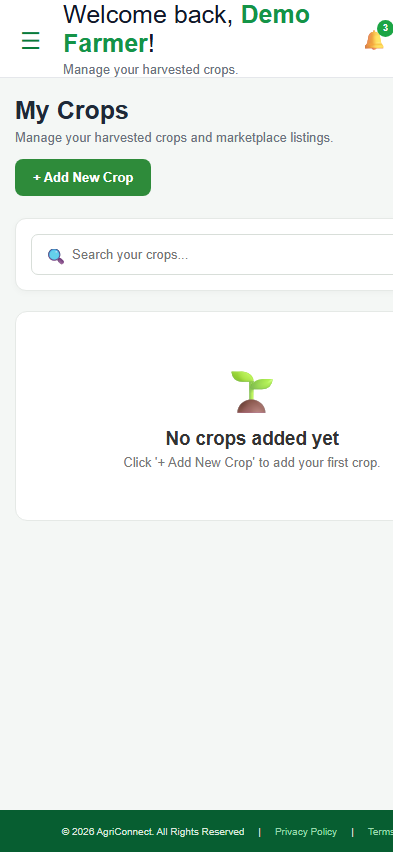 Welcome back, Demo
Farmer!
3
Manage your harvested crops.
My Crops
Manage your harvested crops and marketplace listings.
+ Add New Crop
Search your crops...
No crops added yet
Click '+ Add New Crop' to add your first crop.
© 2026 AgriConnect. All Rights Reserved | Privacy Policy | Terms